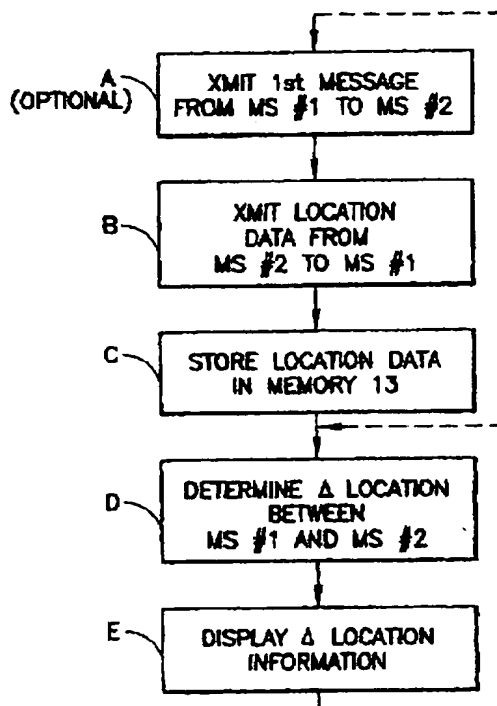 A
(OPTIONAL)
XMIT 1st MESSAGE
FROM MS #1 TO MS #2
B
XMIT LOCATION
DATA FROM
MS #2 TO MS #1
C
STORE LOCATION DATA
IN MEMORY 13
D
DETERMINE Δ LOCATION
BETWEEN
MS #1 AND MS #2
E
DISPLAY Δ LOCATION
INFORMATION